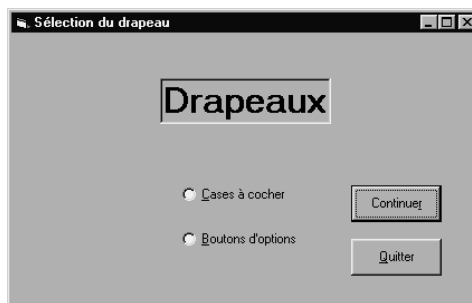 Sélection du drapeau
Drapeaux
Cases à cocher
Continuer
Boutons d'options
Quitter